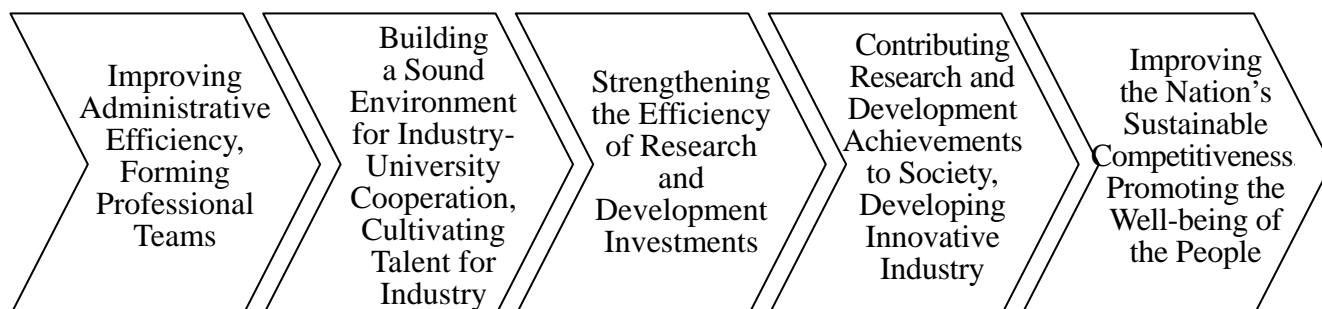 Improving
Administrative
Efficiency,
Forming
Professional
Teams
Building
a Sound
Environment
for Industry-
University
Cooperation,
Cultivating
Talent for
Industry
Strengthening
the Efficiency
of Research
and
Development
Investments
Contributing
Research and
Development
Achievements
to Society,
Developing
Innovative
Industry
Improving
the Nation’s
Sustainable
Competitiveness.
Promoting the
Well-being of
the People